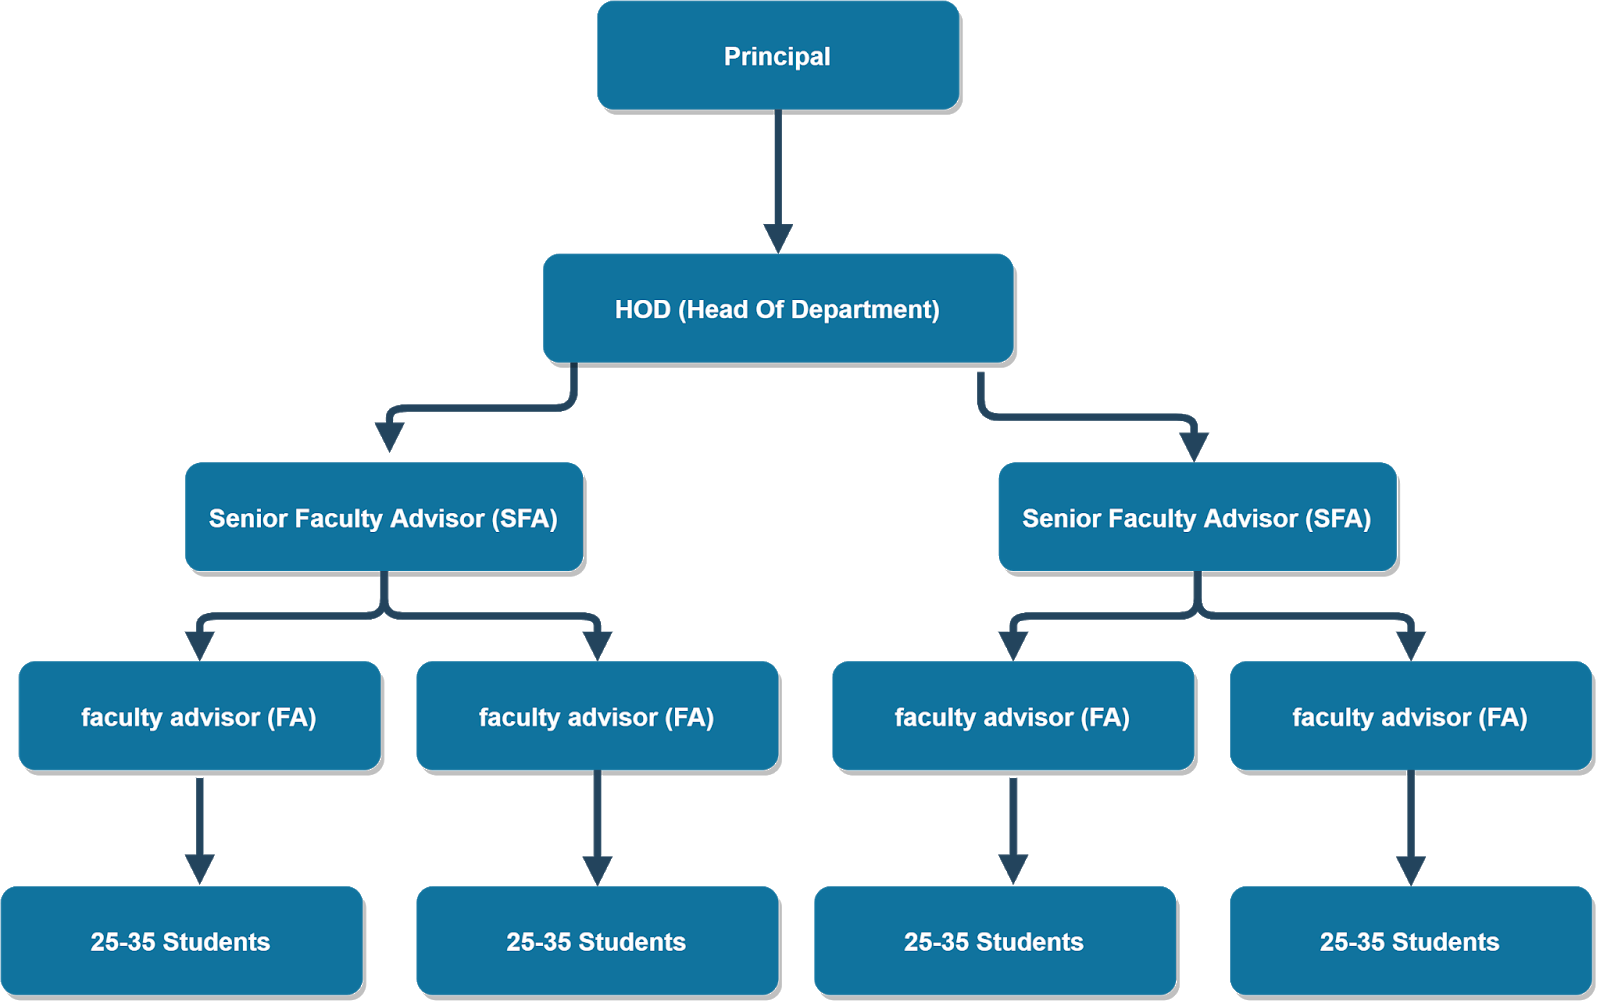 Principal
HOD (Head Of Department)
Senior Faculty Advisor (SFA)
Senior Faculty Advisor (SFA)
faculty advisor (FA)
faculty advisor (FA)
faculty advisor (FA)
faculty advisor (FA)
25-35 Students
25-35 Students
25-35 Students
25-35 Students